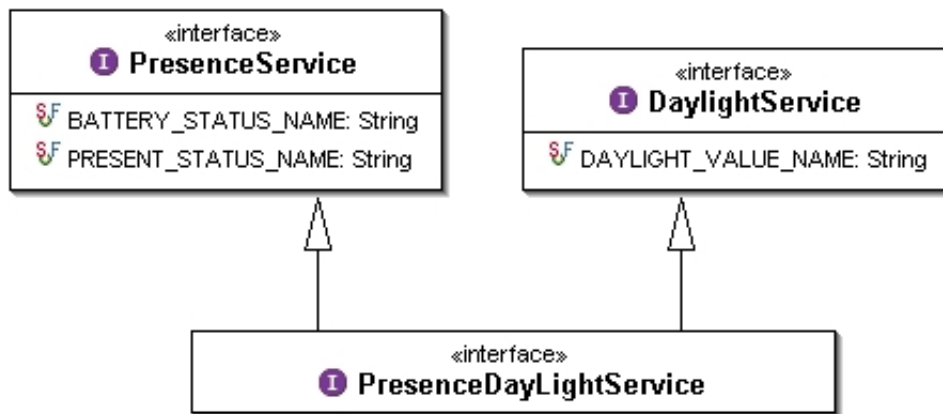 «interface»
I PresenceService
S F BATTERY_STATUS_NAME: String
S F PRESENT_STATUS_NAME: String
«interface»
I DaylightService
S F DAYLIGHT_VALUE_NAME: String
«interface»
I PresenceDayLightService